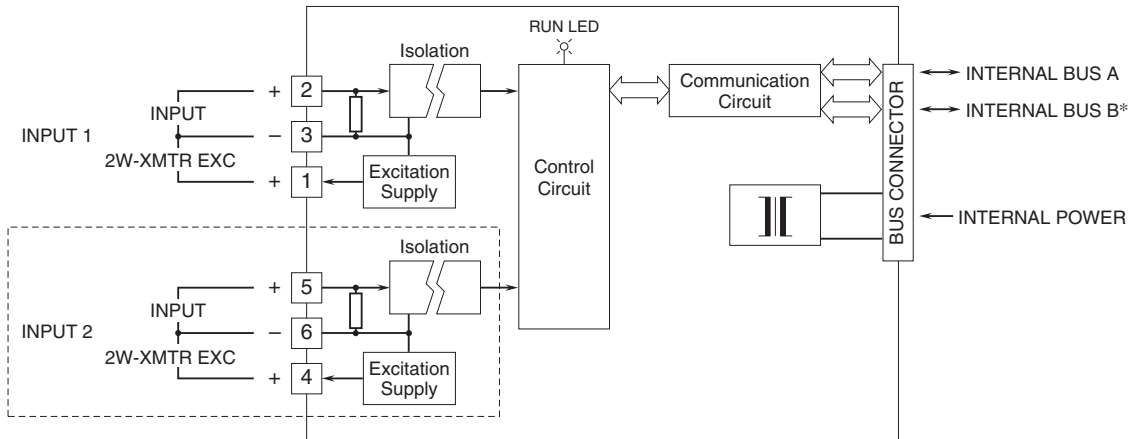 RUN LED
Isolation
+ 2
INPUT
INPUT 1
− 3
2W-XMTR EXC
+ 1
Excitation
Supply
Control
Circuit
Communication
Circuit
BUS CONNECTOR
INTERNAL BUS A
INTERNAL BUS B*
INTERNAL POWER
Isolation
+ 5
INPUT
INPUT 2
− 6
2W-XMTR EXC
+ 4
Excitation
Supply